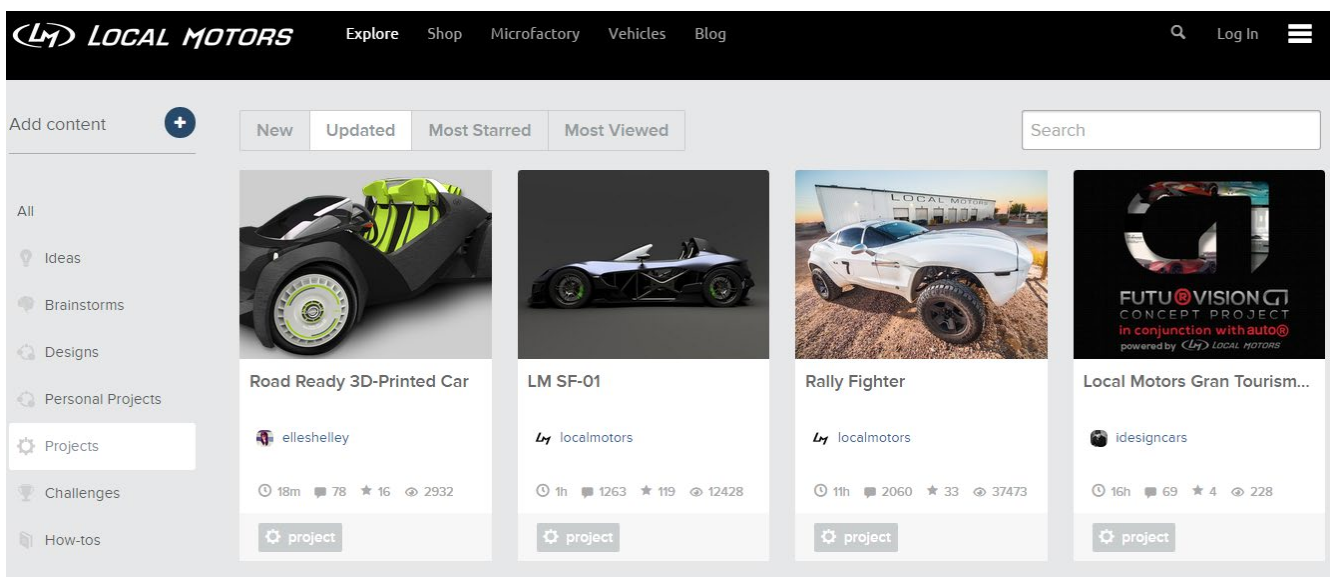 LM LOCAL MOTORS Explore Shop Microfactory Vehicles Blog Log In
Add content
New Updated Most Starred Most Viewed Search
All
Ideas
Brainstorms
Designs
Personal Projects
Projects
Challenges
How-tos
LOCAL MOTORS
FUTU®VISION GT
CONCEPT PROJECT
in conjunction with auto®
powered by LM LOCAL MOTORS
Road Ready 3D-Printed Car
elleshelley
18m 78 16 2932
project
LM SF-01
LM localmotors
1h 1263 119 12428
project
Rally Fighter
LM localmotors
11h 2060 33 37473
project
Local Motors Gran Tourism...
idesigncars
16h 69 4 228
project